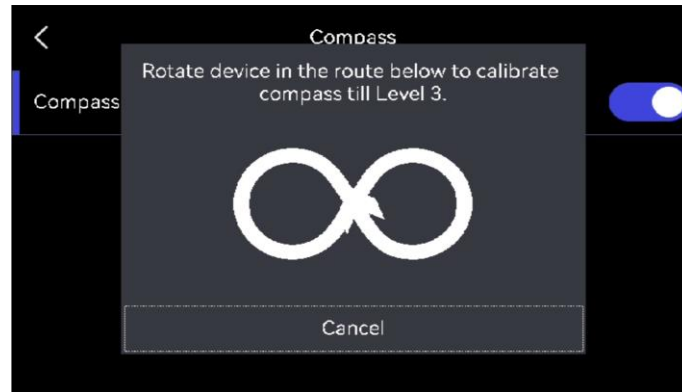 Compass
Rotate device in the route below to calibrate
compass till Level 3.
Compass
Cancel